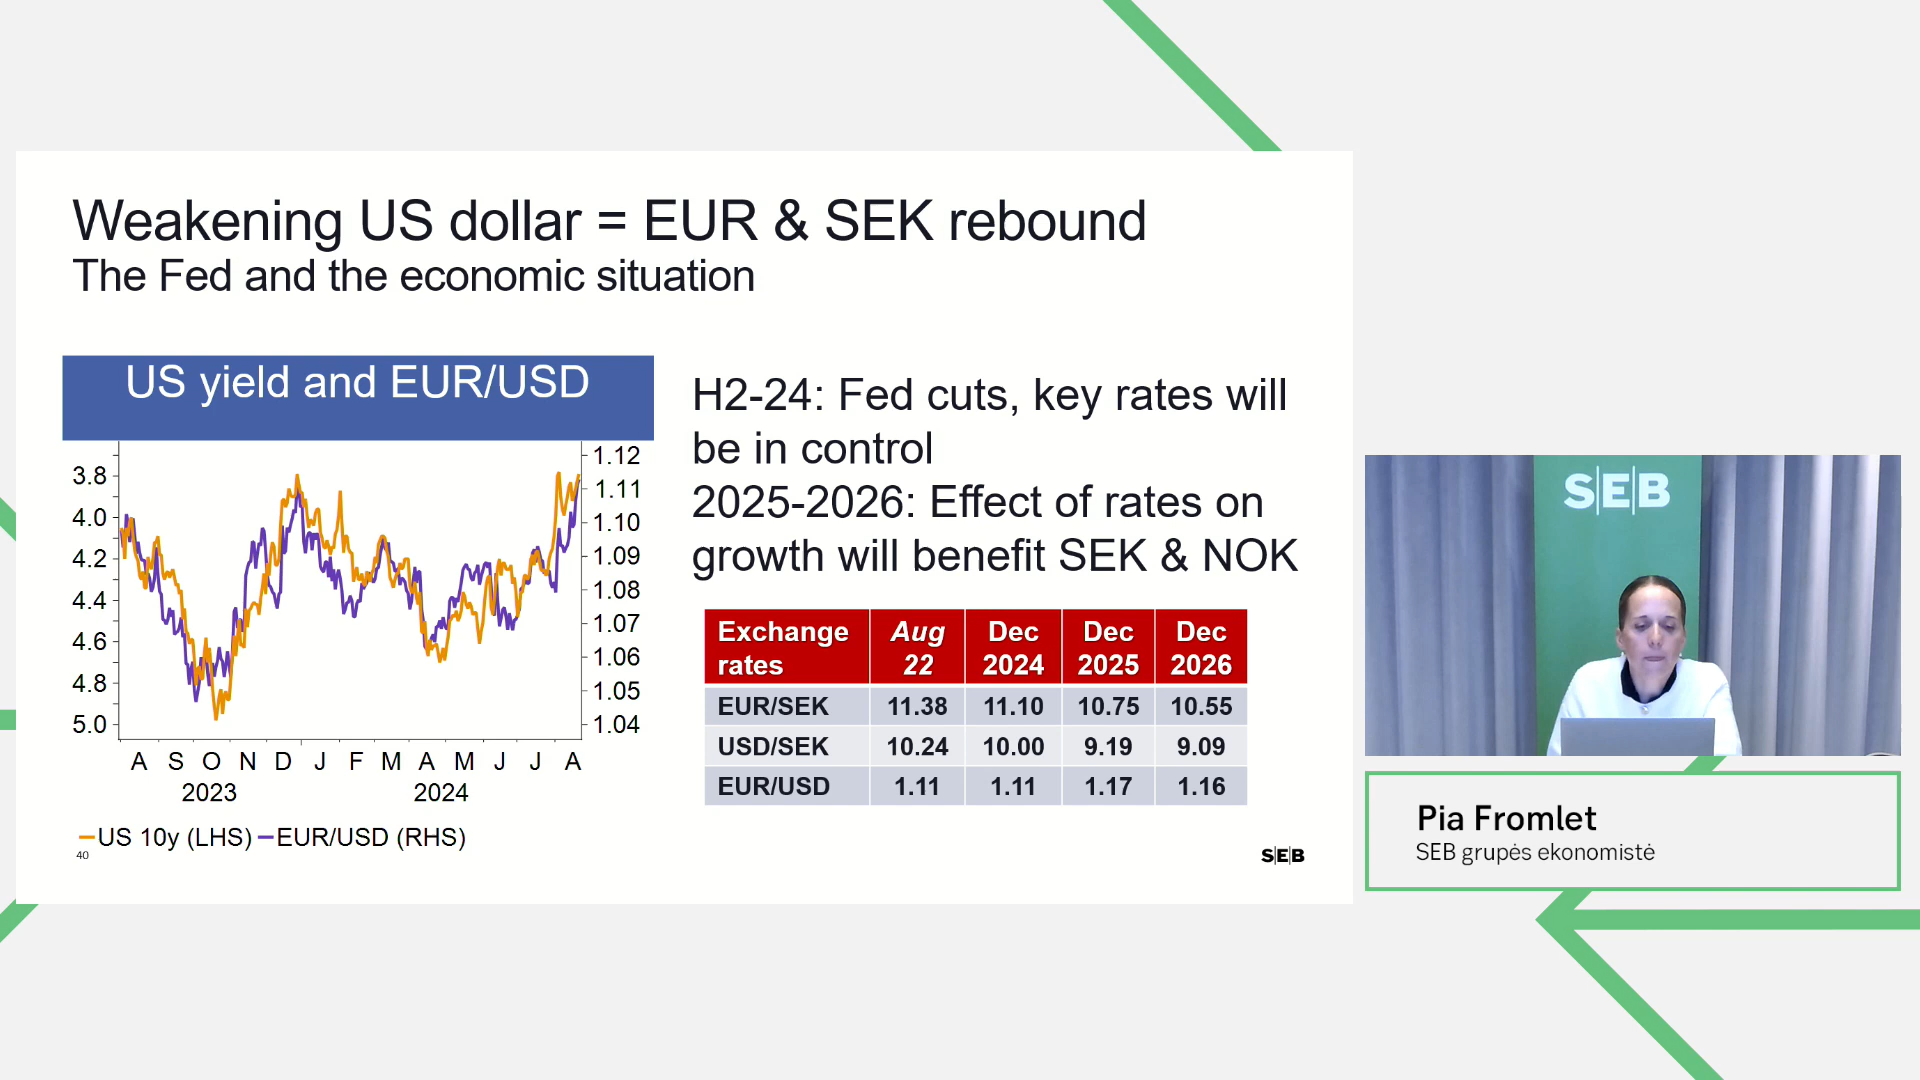 Weakening US dollar = EUR & SEK rebound
The Fed and the economic situation
US yield and EUR/USD
3.8
4.0
4.2
4.4
4.6
4.8
5.0
1.12
1.11
1.10
1.09
1.08
1.07
1.06
1.05
1.04
A S O N D J F M A M J J A
2023 2024
US 10y (LHS) EUR/USD (RHS)
40
H2-24: Fed cuts, key rates will
be in control
2025-2026: Effect of rates on
growth will benefit SEK & NOK
Exchange rates Aug 22 Dec 2024 Dec 2025 Dec 2026
EUR/SEK 11.38 11.10 10.75 10.55
USD/SEK 10.24 10.00 9.19 9.09
EUR/USD 1.11 1.11 1.17 1.16
S|E|B
S|E|B
Pia Fromlet
SEB grupės ekonomistė